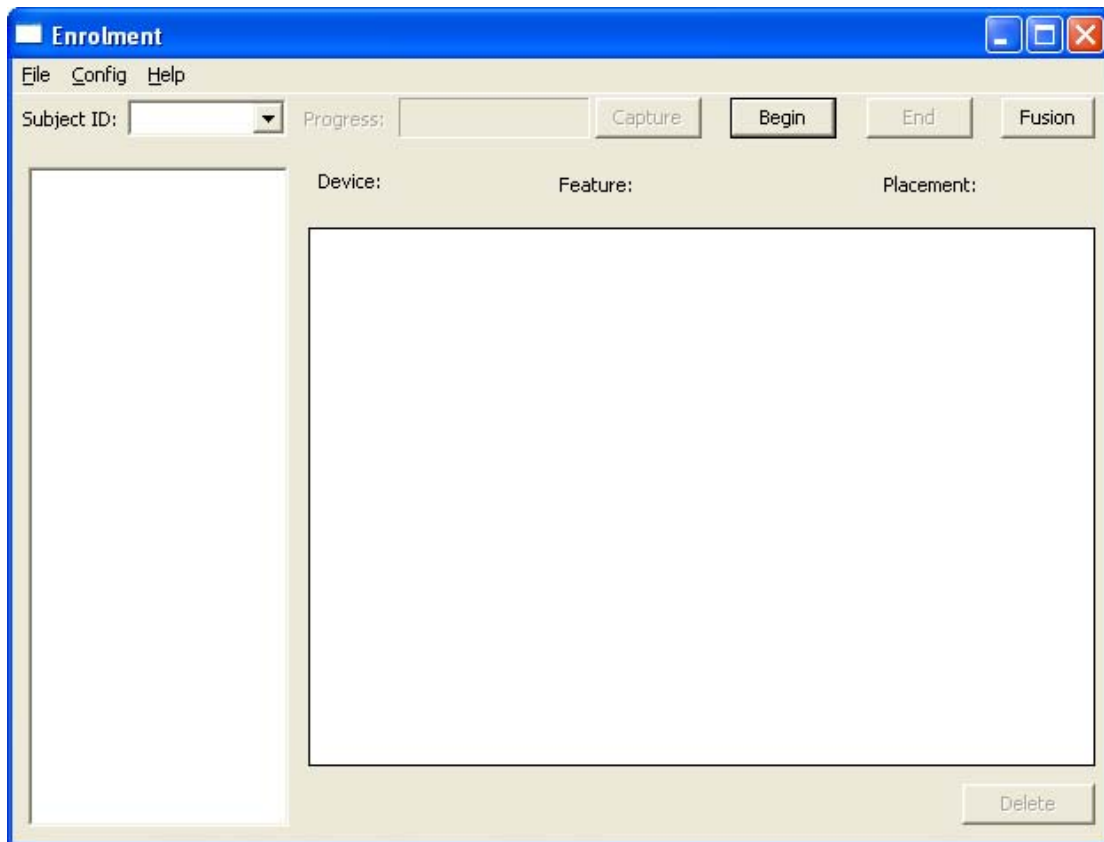 Enrolment
File Config Help
Subject ID: Progress: Capture Begin End Fusion
Device: Feature: Placement:
Delete